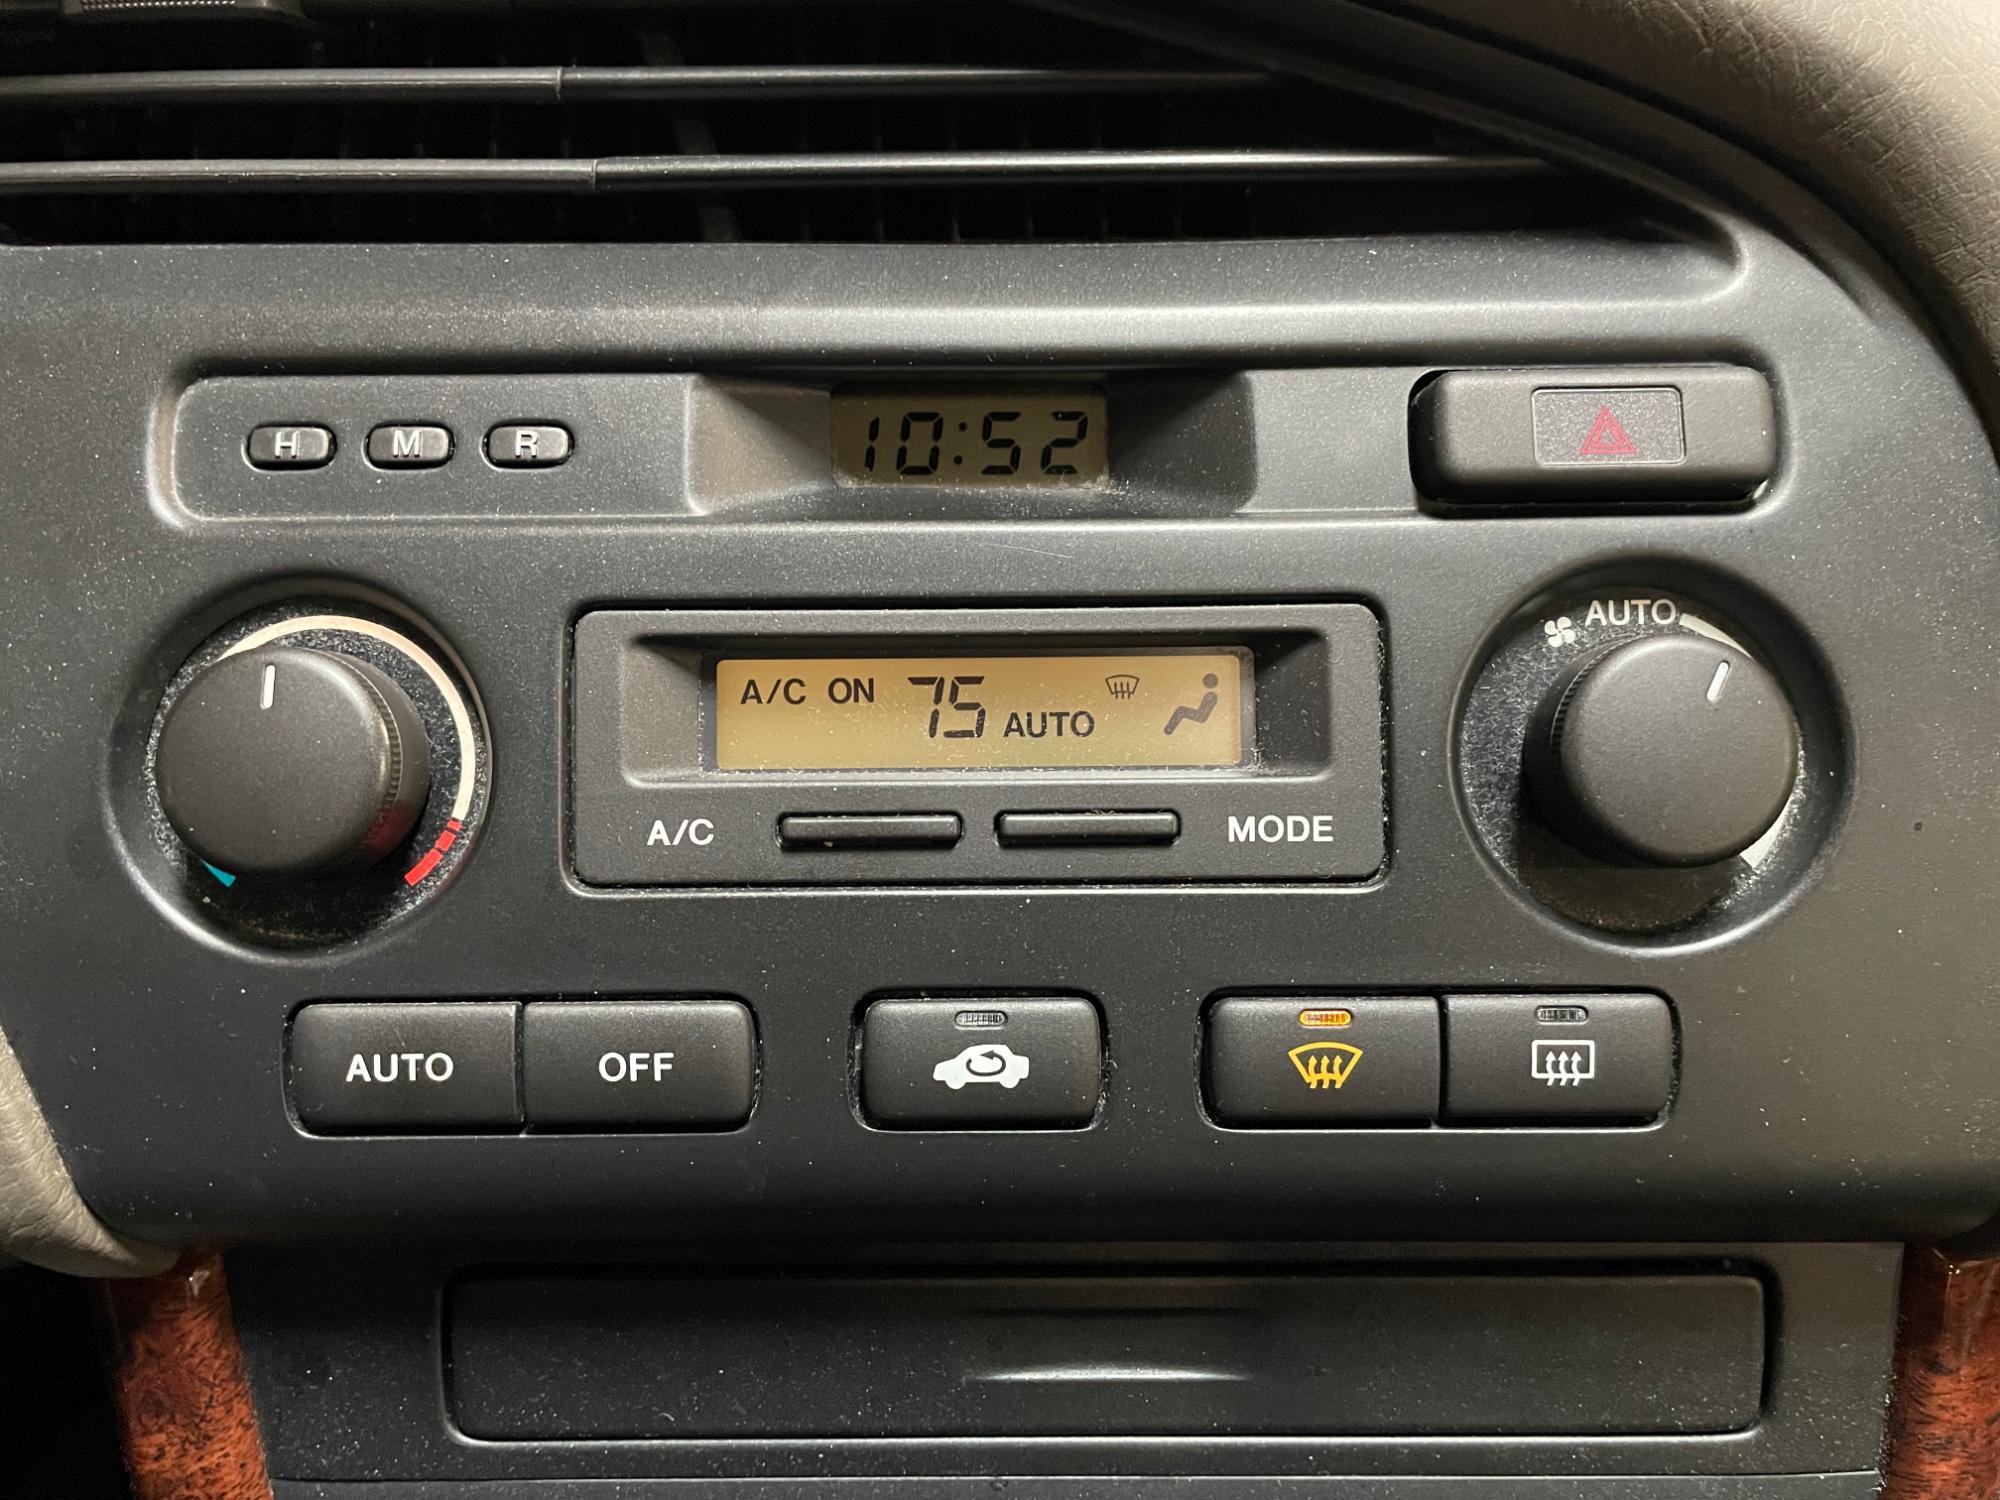 H M R 10:52
AUTO
A/C ON 75 AUTO
A/C MODE
AUTO OFF